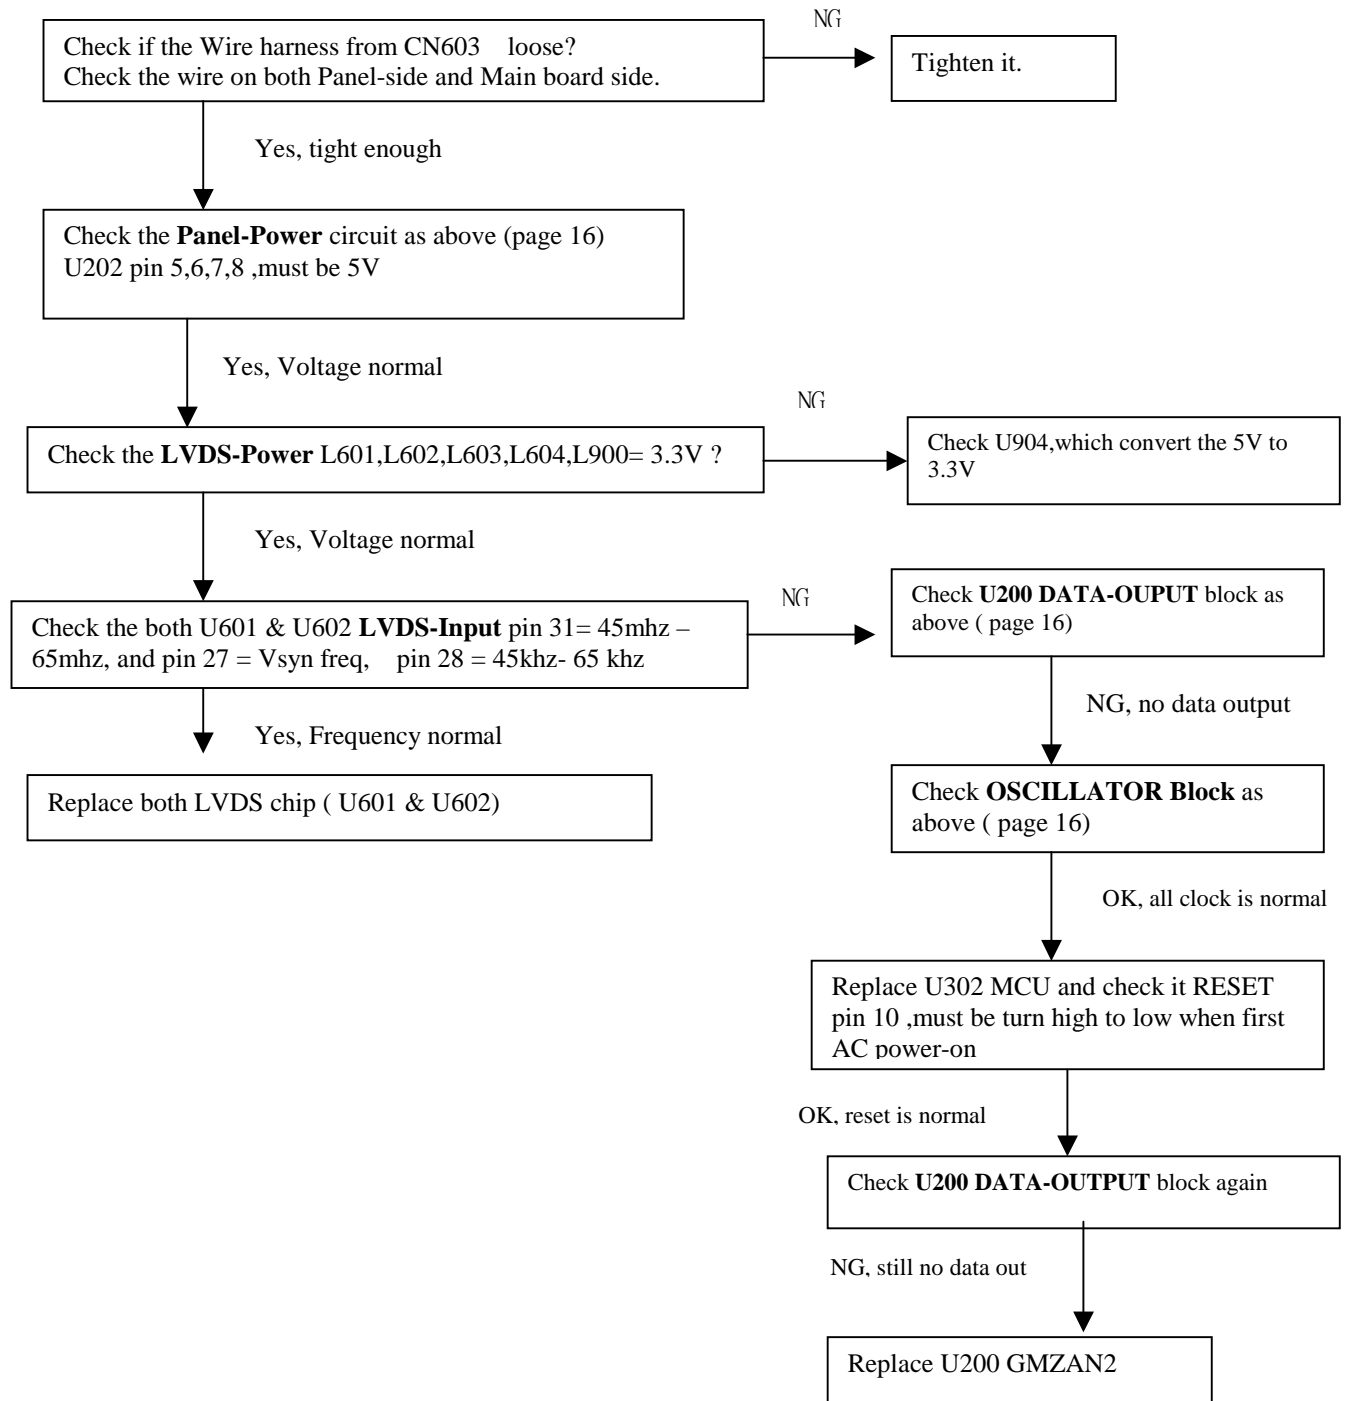 NG
Check if the Wire harness from CN603 loose?
Check the wire on both Panel-side and Main board side.
Tighten it.
Yes, tight enough
Check the Panel-Power circuit as above (page 16)
U202 pin 5,6,7,8 ,must be 5V
Yes, Voltage normal
NG
Check the LVDS-Power L601,L602,L603,L604,L900= 3.3V ?
Check U904,which convert the 5V to
3.3V
Yes, Voltage normal
NG
Check the both U601 & U602 LVDS-Input pin 31= 45mhz –
65mhz, and pin 27 = Vsyn freq, pin 28 = 45khz- 65 khz
Check U200 DATA-OUPUT block as
above ( page 16)
Yes, Frequency normal
NG, no data output
Replace both LVDS chip ( U601 & U602)
Check OSCILLATOR Block as
above ( page 16)
OK, all clock is normal
Replace U302 MCU and check it RESET
pin 10 ,must be turn high to low when first
AC power-on
OK, reset is normal
Check U200 DATA-OUTPUT block again
NG, still no data out
Replace U200 GMZAN2